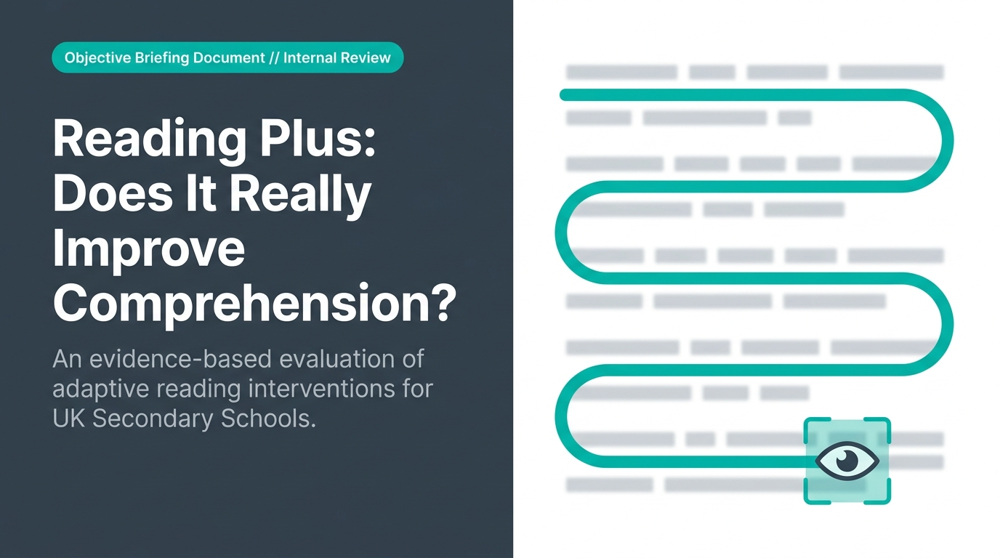 Objective Briefing Document // Internal Review
Reading Plus:
Does It Really
Improve
Comprehension?
An evidence-based evaluation of
adaptive reading interventions for
UK Secondary Schools.